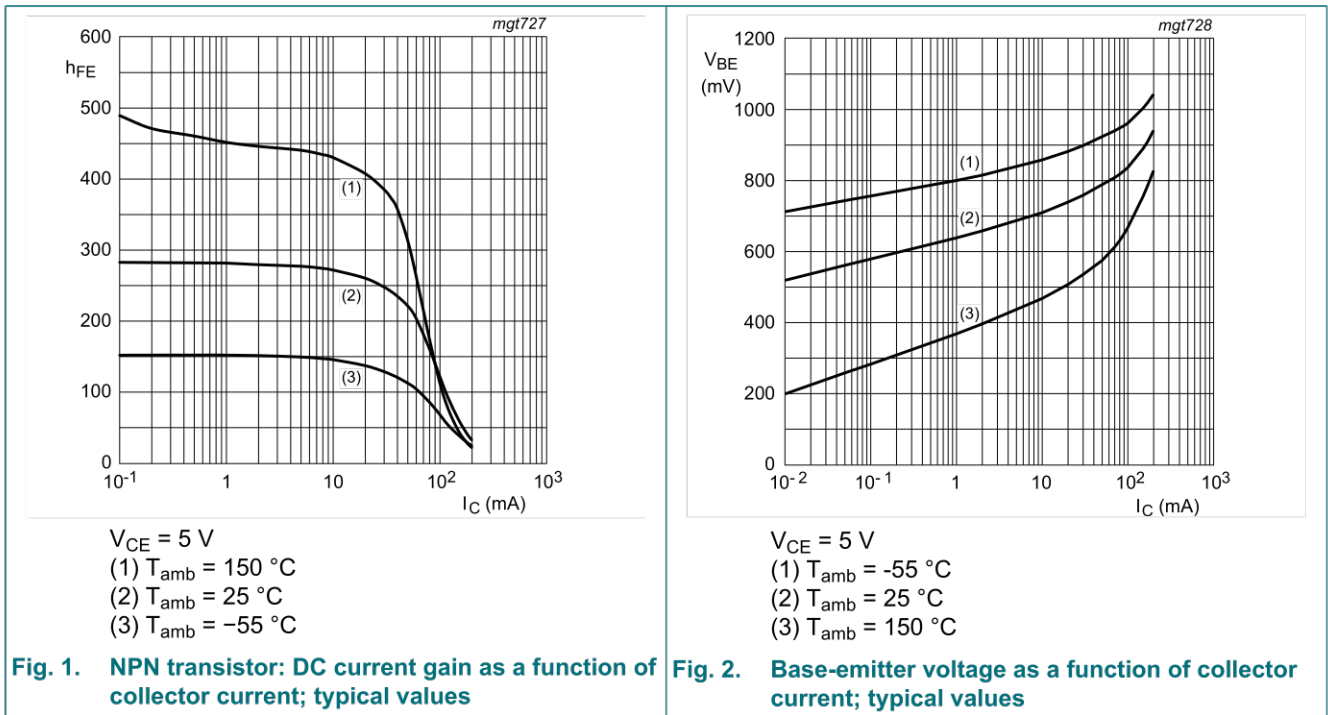 mgt727
600
hFE
500
400
300
200
100
0
(1)
(2)
(3)
10-1
1
10
10²
10³
IC (mA)
VCE = 5 V
(1) Tamb = 150 °C
(2) Tamb = 25 °C
(3) Tamb = −55 °C
Fig. 1. NPN transistor: DC current gain as a function of
collector current; typical values
mgt728
1200
VBE
(mV)
1000
800
600
400
200
0
(1)
(2)
(3)
10-2
10-1
1
10
10²
10³
IC (mA)
VCE = 5 V
(1) Tamb = -55 °C
(2) Tamb = 25 °C
(3) Tamb = 150 °C
Fig. 2. Base-emitter voltage as a function of collector
current; typical values